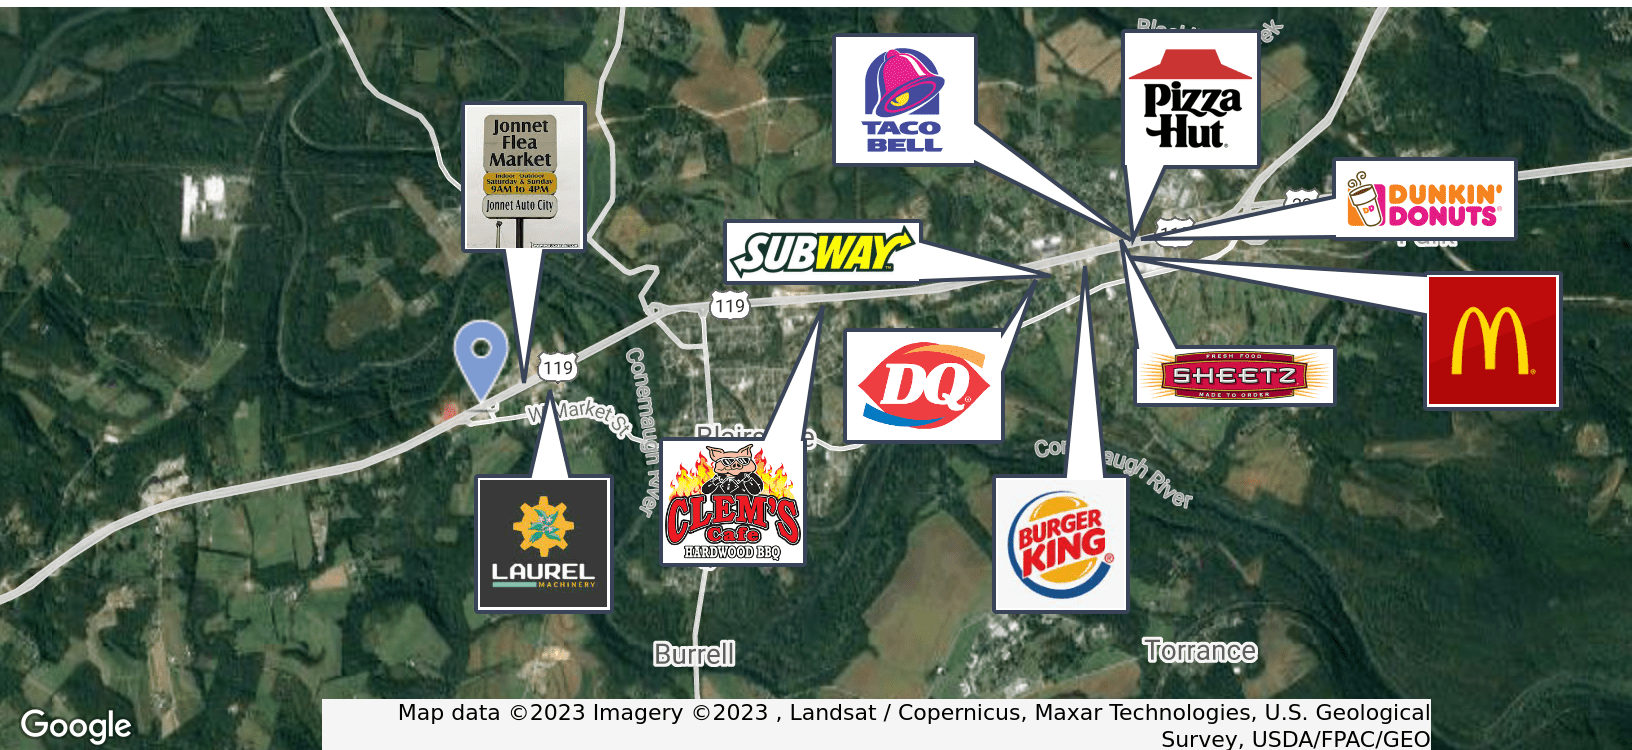 TACO
BELL
Pizza
Hut
Jonnet
Flea
Market
Indoor Outdoor
Saturday & Sunday
9AM to 4PM
Jonnet Auto City
DUNKIN'
DONUTS
SUBWAY
119
119
DQ
FRESH FOOD
SHEETZ
MADE TO ORDER
W Market St
Conemaugh River
CLEM'S
Cafe
HARDWOOD BBQ
LAUREL
MACHINERY
BURGER
KING
Burrell
Torrance
Google
Map data ©2023 Imagery ©2023 , Landsat / Copernicus, Maxar Technologies, U.S. Geological
Survey, USDA/FPAC/GEO